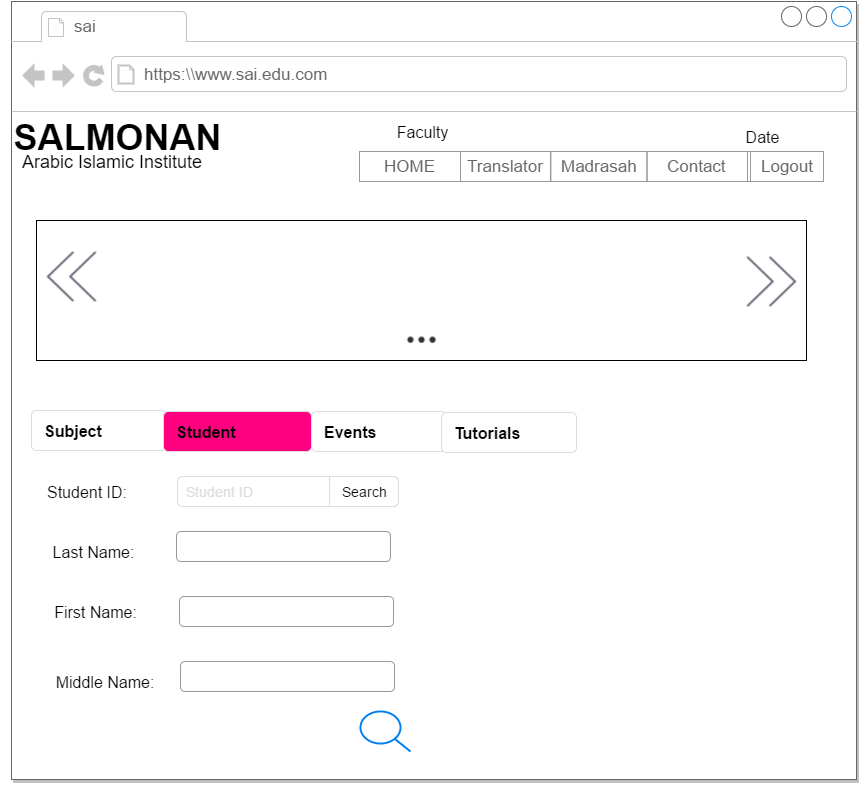 sai
https:\\www.sai.edu.com
SALMONAN
Arabic Islamic Institute
Faculty
Date
HOME Translator Madrasah Contact Logout
Subject Student Events Tutorials
Student ID: Student ID Search
Last Name:
First Name:
Middle Name: